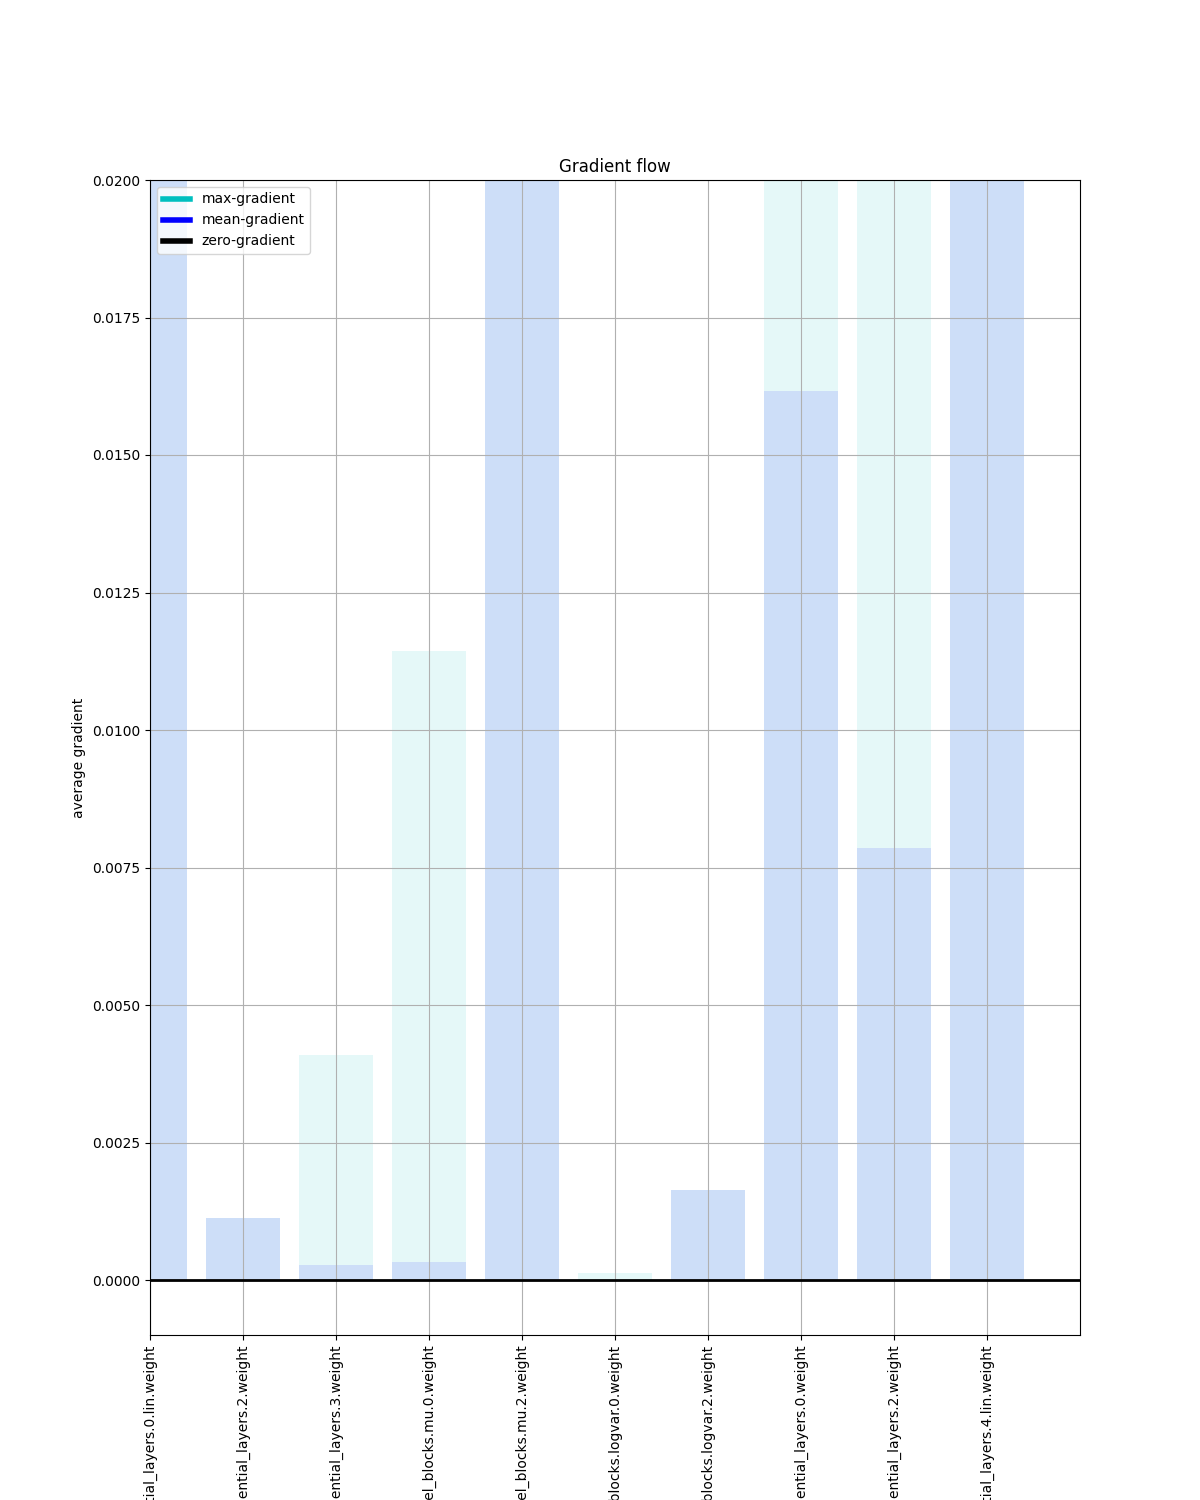 Gradient flow
max-gradient
mean-gradient
zero-gradient
0.0200
0.0175
0.0150
0.0125
0.0100
0.0075
0.0050
0.0025
0.0000
average gradient
tial_layers.0.lin.weight
ential_layers.2.weight
ential_layers.3.weight
el_blocks.mu.0.weight
el_blocks.mu.2.weight
blocks.logvar.0.weight
blocks.logvar.2.weight
ential_layers.0.weight
ential_layers.2.weight
tial_layers.4.lin.weight